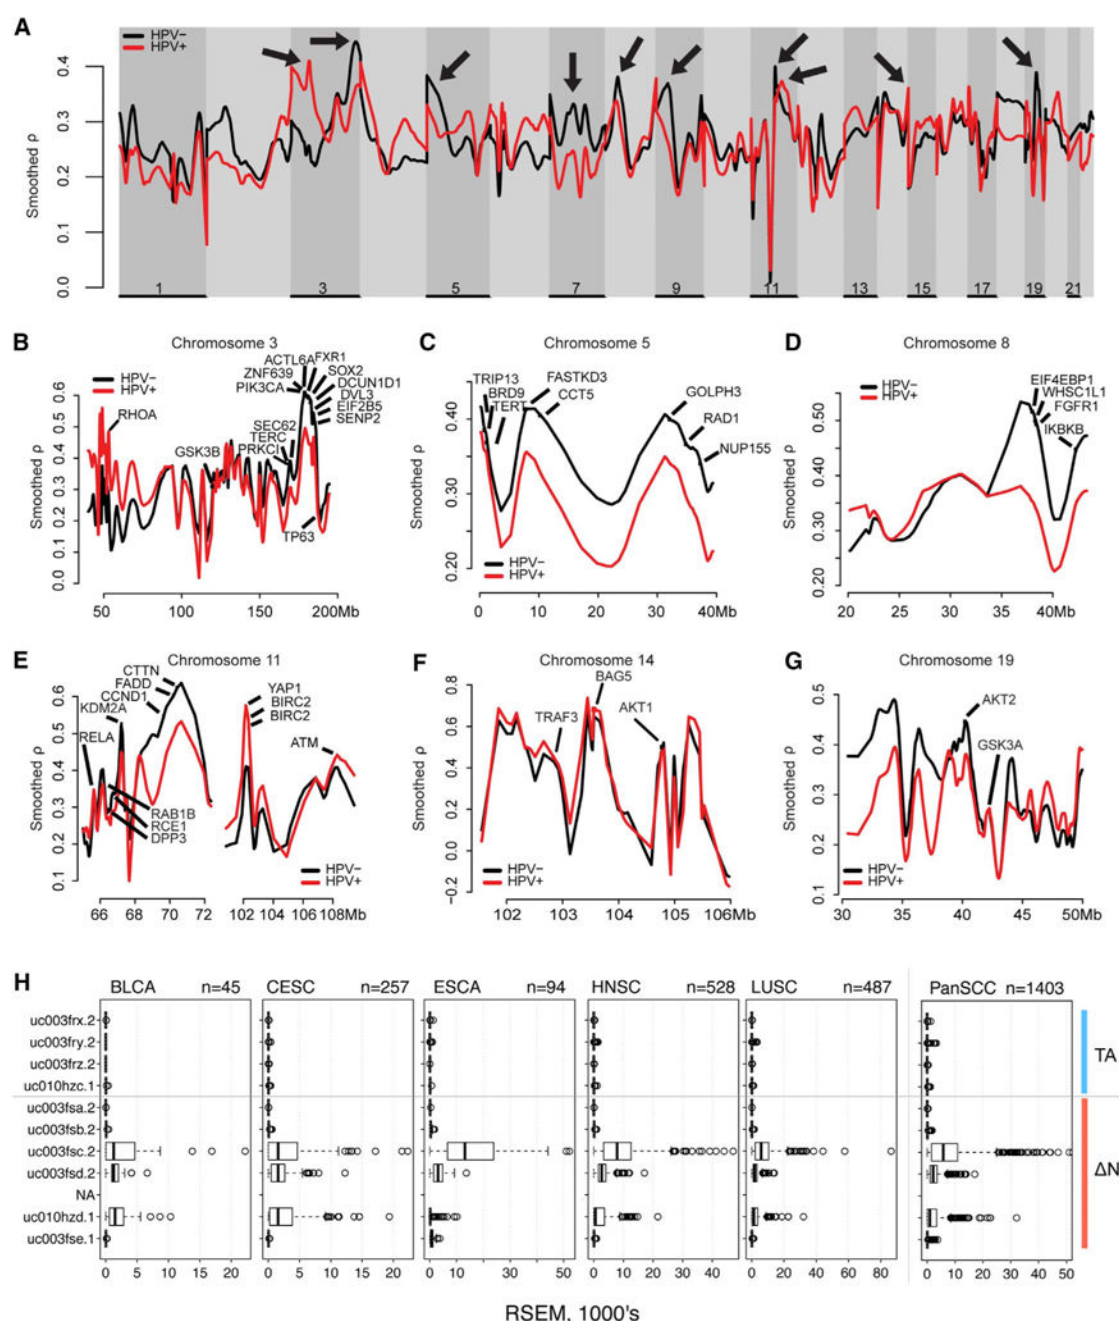 A
HPV-
HPV+
Smoothed ρ
0.4
0.3
0.2
0.1
0.0
1 3 5 7 9 11 13 15 17 19 21
B
Chromosome 3
HPV-
HPV+
Smoothed ρ
0.6
0.5
0.4
0.3
0.2
0.1
0.0
RHOA
ACTL6A
FXR1
ZNF639
SOX2
PIK3CA
DCUN1D1
DVL3
EIF2B5
SENP2
SEC62
TERC
GSK3B
PRKCI
TP63
50 100 150 200Mb
C
Chromosome 5
Smoothed ρ
0.40
0.30
0.20
TRIP13
BRD9
TERT
FASTKD3
CCT5
GOLPH3
RAD1
NUP155
HPV-
HPV+
0 10 20 30 40Mb
D
Chromosome 8
HPV-
HPV+
Smoothed ρ
0.50
0.40
0.30
0.20
EIF4EBP1
WHSC1L1
FGFR1
IKBKB
20 25 30 40Mb
E
Chromosome 11
Smoothed ρ
0.6
0.5
0.4
0.3
0.2
0.1
CTTN
FADD
CCND1
KDM2A
RELA
RAB1B
RCE1
DPP3
YAP1
BIRC2
BIRC2
ATM
HPV-
HPV+
66 68 70 72 102 104 106 108Mb
F
Chromosome 14
Smoothed ρ
0.8
0.6
0.4
0.2
0.0
−0.2
BAG5
TRAF3
AKT1
HPV-
HPV+
102 103 104 105 106Mb
G
Chromosome 19
Smoothed ρ
0.5
0.4
0.3
0.2
0.1
AKT2
GSK3A
HPV-
HPV+
30 35 40 45 50Mb
H
BLCA n=45
CESC n=257
ESCA n=94
HNSC n=528
LUSC n=487
PanSCC n=1403
uc003frx.2
uc003fry.2
uc003frz.2
uc010hzc.1
uc003fsa.2
uc003fsb.2
uc003fsc.2
uc003fsd.2
NA
uc010hzd.1
uc003fse.1
TA
ΔN
0 5 10 15 20
0 5 10 15 20
0 10 30 50
0 10 20 30 40
0 20 40 60 80
0 10 20 30 40 50
RSEM, 1000's